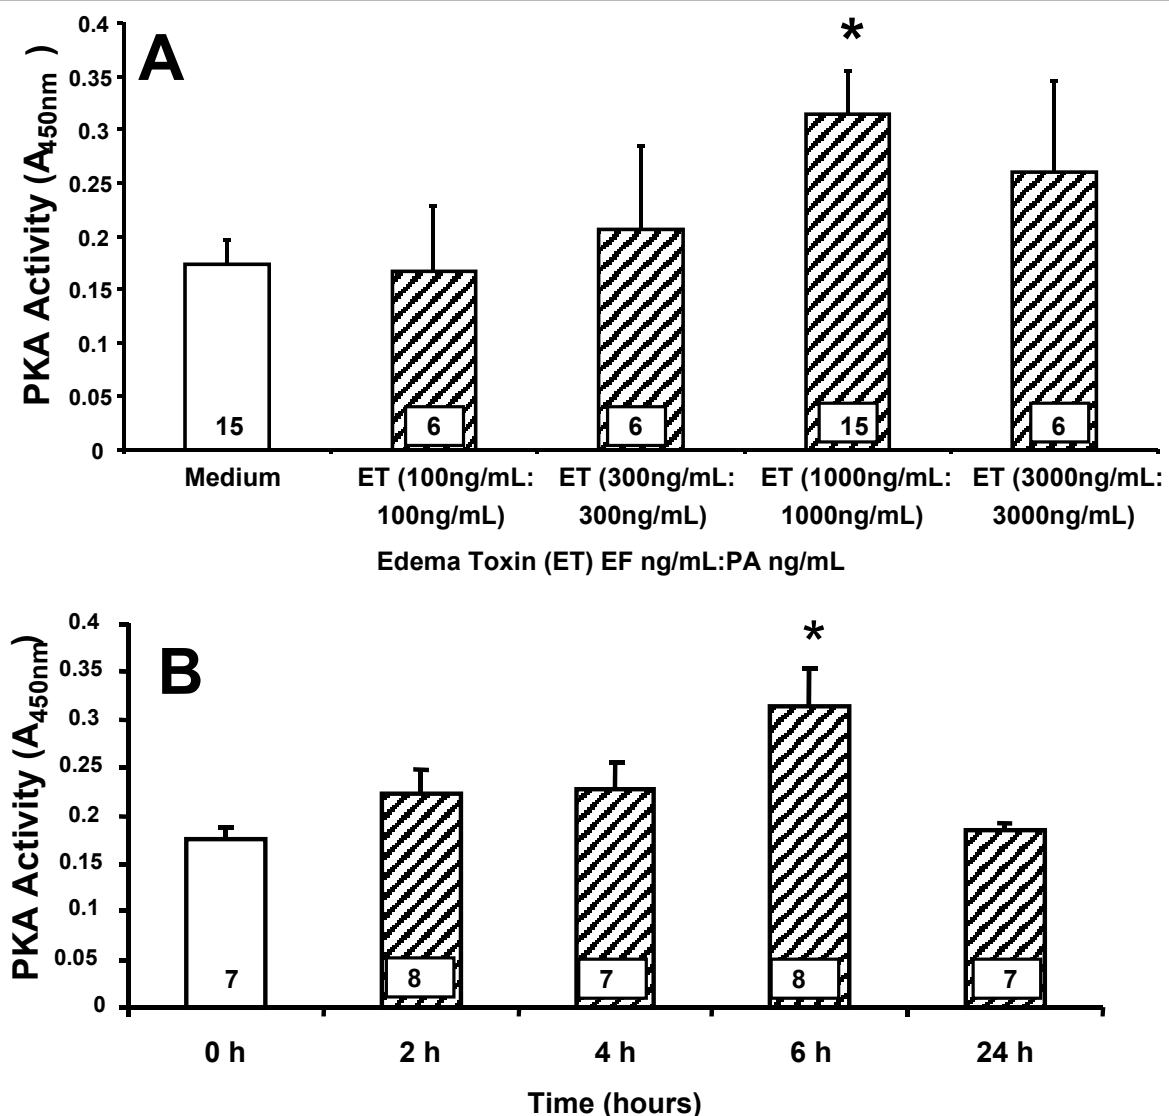 A
*
PKA Activity (A450nm)
0.4
0.35
0.3
0.25
0.2
0.15
0.1
0.05
0
15
6
6
15
6
Medium
ET (100ng/mL:
100ng/mL)
ET (300ng/mL:
300ng/mL)
ET (1000ng/mL:
1000ng/mL)
ET (3000ng/mL:
3000ng/mL)
Edema Toxin (ET) EF ng/mL:PA ng/mL
B
*
PKA Activity (A450nm)
0.4
0.35
0.3
0.25
0.2
0.15
0.1
0.05
0
7
8
7
8
7
0 h
2 h
4 h
6 h
24 h
Time (hours)